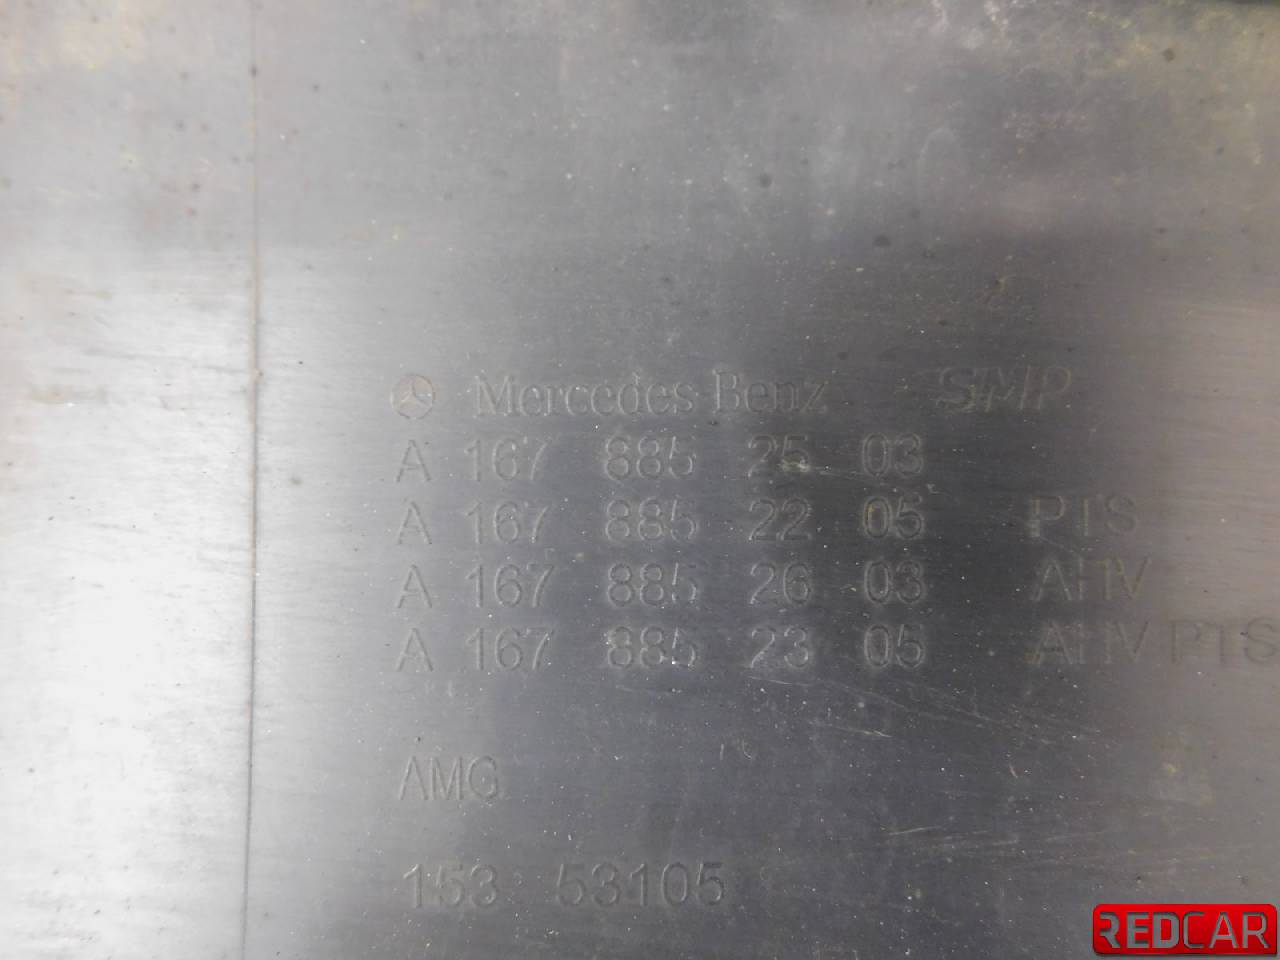 Mercedes Benz SMP
A 167 885 25 03
A 167 885 22 05 PTS
A 167 885 26 03 AHV
A 167 885 23 05 AHV PTS
AMG
153 53105
REDCAR